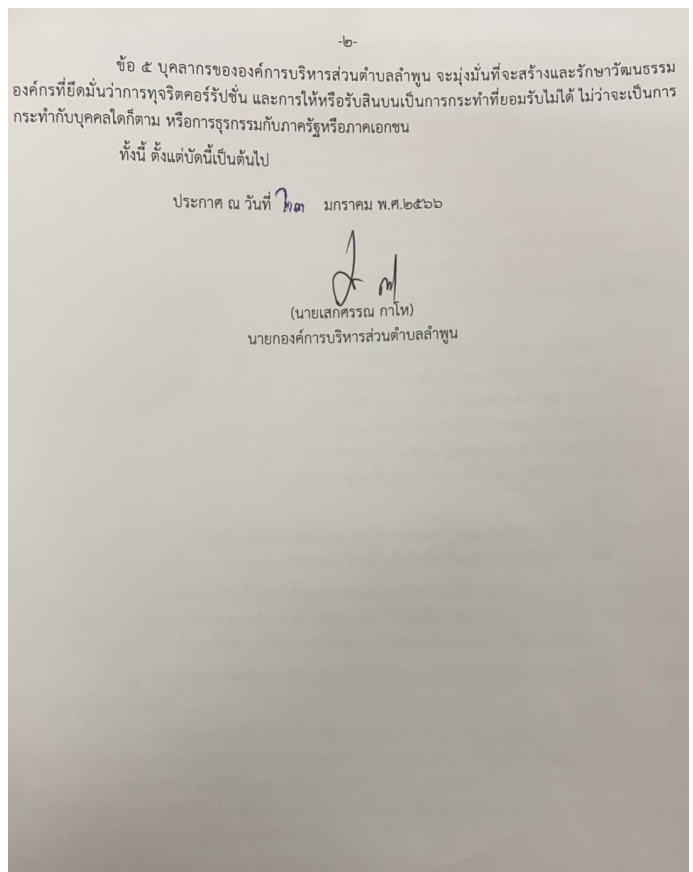 -๒-
ข้อ ๕ บุคลากรขององค์การบริหารส่วนตำบลลำพูน จะมุ่งมั่นที่จะสร้างและรักษาวัฒนธรรม
องค์กรที่ยึดมั่นว่าการทุจริตคอร์รัปชั่น และการให้หรือรับสินบนเป็นการกระทำที่ยอมรับไม่ได้ ไม่ว่าจะเป็นการ
กระทำกับบุคคลใดก็ตาม หรือการธุรกรรมกับภาครัฐหรือภาคเอกชน
ทั้งนี้ ตั้งแต่บัดนี้เป็นต้นไป
ประกาศ ณ วันที่ ๒๓ มกราคม พ.ศ.๒๕๖๖
(นายเสกศรรณ กาโห)
นายกองค์การบริหารส่วนตำบลลำพูน